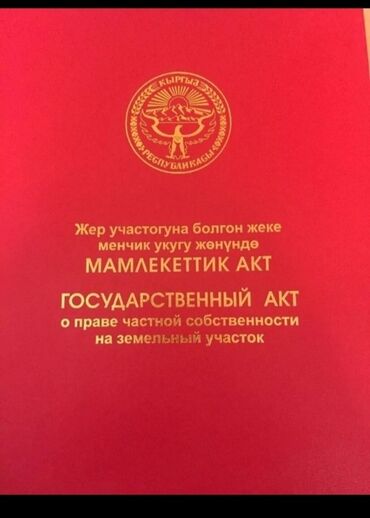 КЫРГЫЗ
РЕСПУБЛИКАСЫ
Жер участогуна болгон жеке
менчик укугу жөнүндө
МАМЛЕКЕТТИК АКТ
ГОСУДАРСТВЕННЫЙ АКТ
о праве частной собственности
на земельный участок